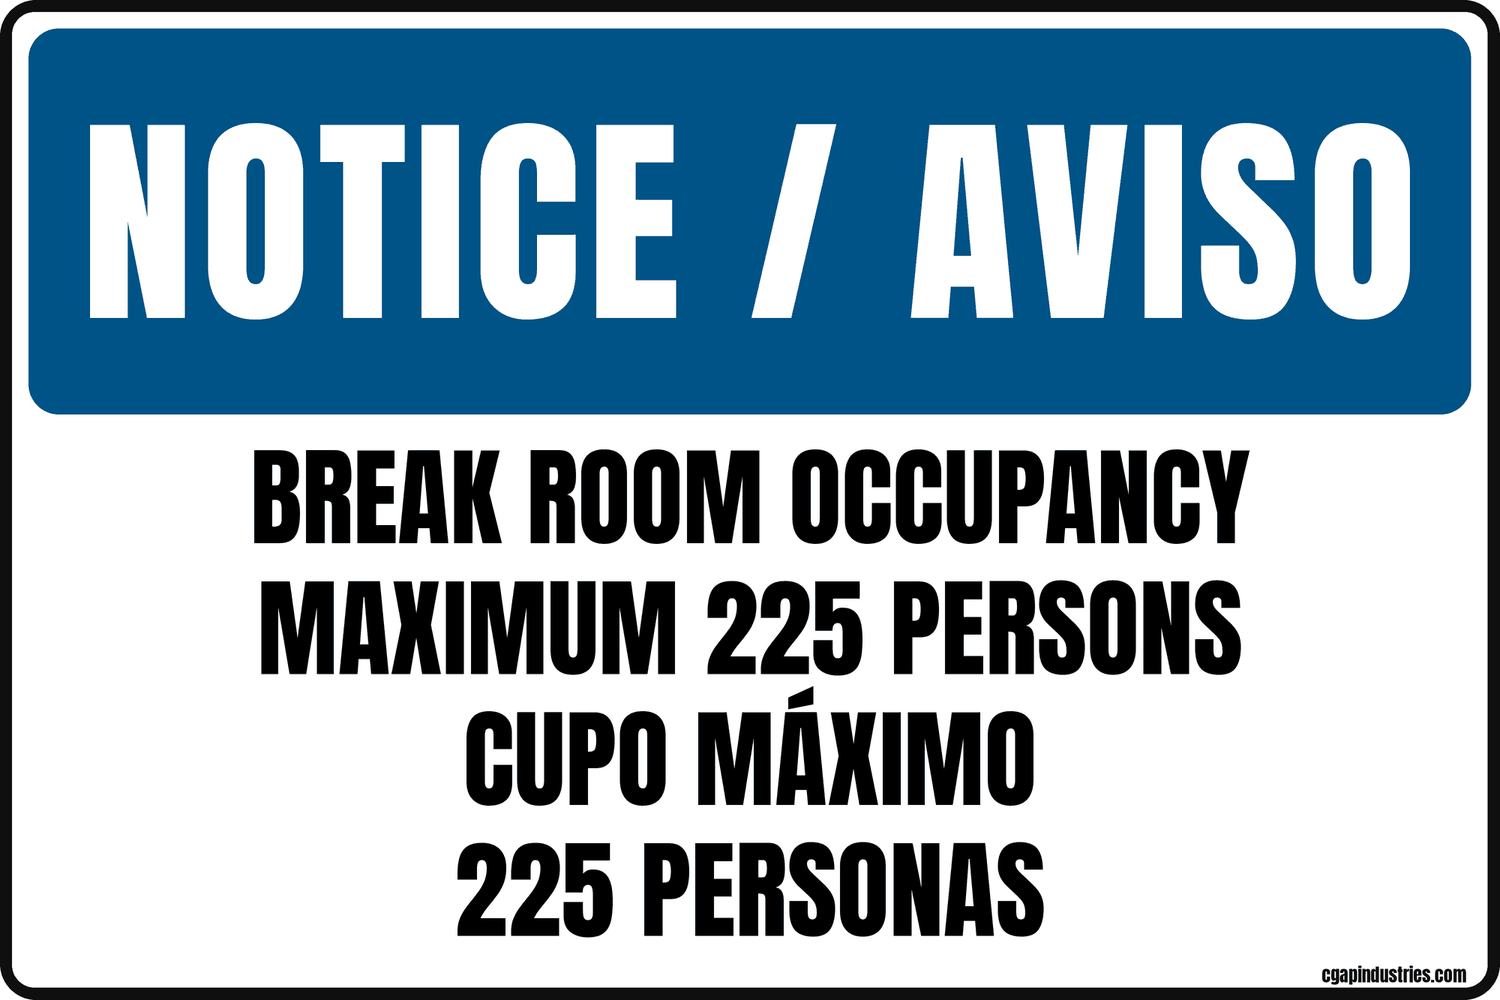 NOTICE / AVISO
BREAK ROOM OCCUPANCY
MAXIMUM 225 PERSONS
CUPO MÁXIMO
225 PERSONAS
cgapindustries.com